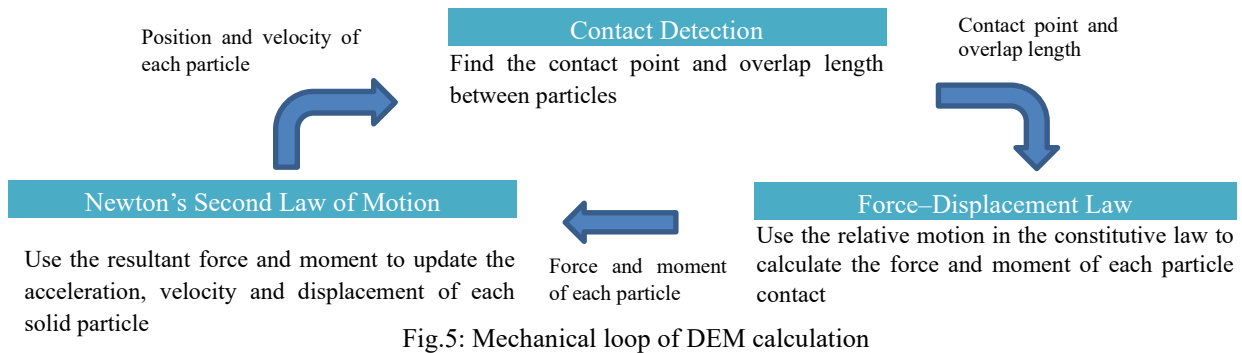 Position and velocity of
each particle
Contact Detection
Find the contact point and overlap length
between particles
Contact point and
overlap length
Newton's Second Law of Motion
Use the resultant force and moment to update the
acceleration, velocity and displacement of each
solid particle
Force and moment
of each particle
Force–Displacement Law
Use the relative motion in the constitutive law to
calculate the force and moment of each particle
contact
Fig.5: Mechanical loop of DEM calculation